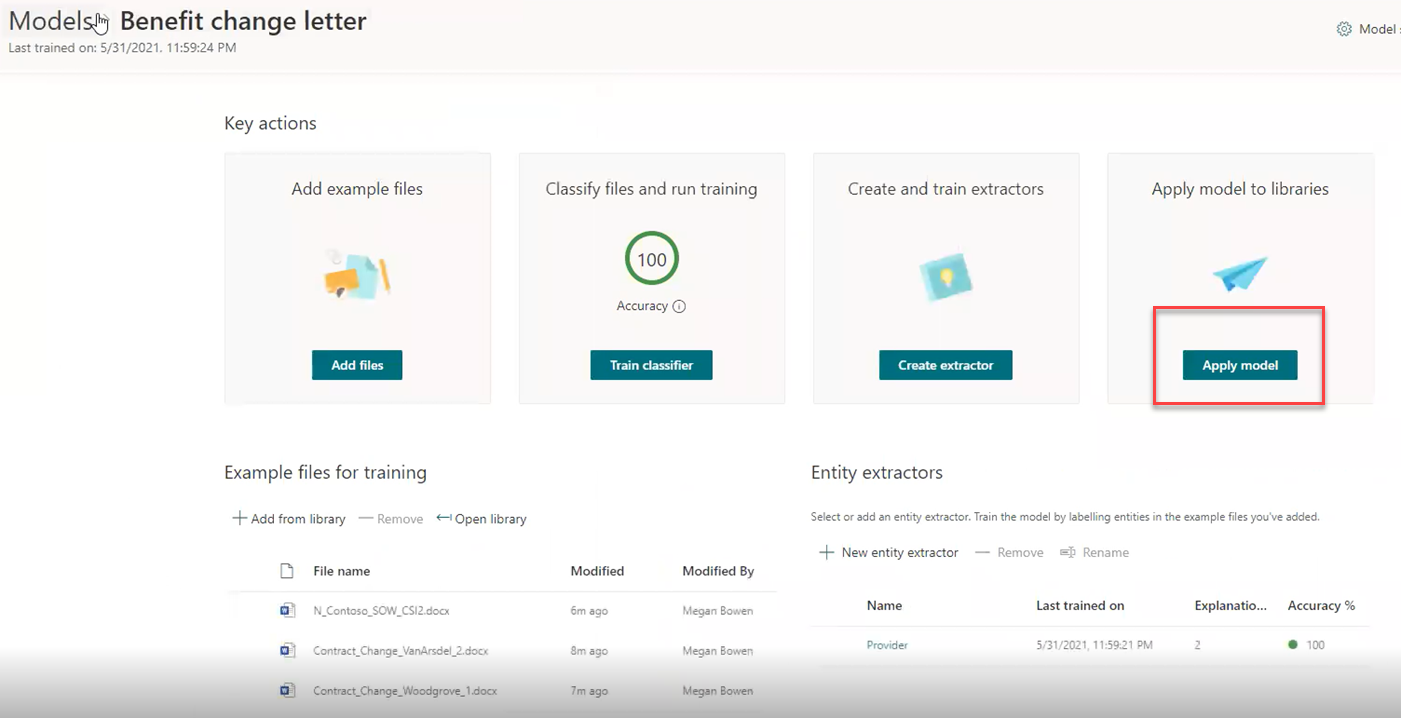 Models > Benefit change letter
Last trained on: 5/31/2021. 11:59:24 PM
Model
Key actions
Add example files
Add files
Classify files and run training
100
Accuracy
Train classifier
Create and train extractors
Create extractor
Apply model to libraries
Apply model
Example files for training
Add from library Remove Open library
File name Modified Modified By
N_Contoso_SOW_CSI2.docx 6m ago Megan Bowen
Contract_Change_VanArsdel_2.docx 8m ago Megan Bowen
Contract_Change_Woodgrove_1.docx 7m ago Megan Bowen
Entity extractors
Select or add an entity extractor. Train the model by labelling entities in the example files you've added.
New entity extractor Remove Rename
Name Last trained on Explanatio... Accuracy %
Provider 5/31/2021, 11:59:21 PM 2 100